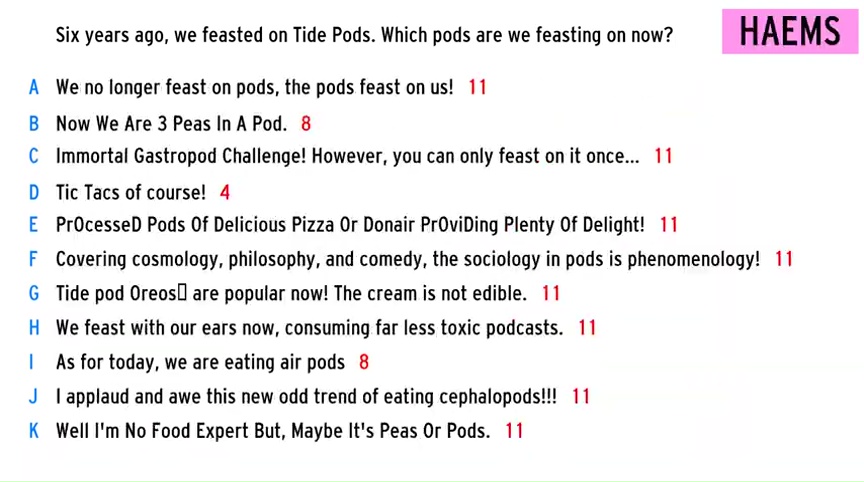 Six years ago, we feasted on Tide Pods. Which pods are we feasting on now?
HAEMS
A We no longer feast on pods, the pods feast on us! 11
B Now We Are 3 Peas In A Pod. 8
C Immortal Gastropod Challenge! However, you can only feast on it once... 11
D Tic Tacs of course! 4
E PrOcesseD Pods Of Delicious Pizza Or Donair PrOviDing Plenty Of Delight! 11
F Covering cosmology, philosophy, and comedy, the sociology in pods is phenomenology! 11
G Tide pod Oreos▯ are popular now! The cream is not edible. 11
H We feast with our ears now, consuming far less toxic podcasts. 11
I As for today, we are eating air pods 8
J I applaud and awe this new odd trend of eating cephalopods!!! 11
K Well I'm No Food Expert But, Maybe It's Peas Or Pods. 11